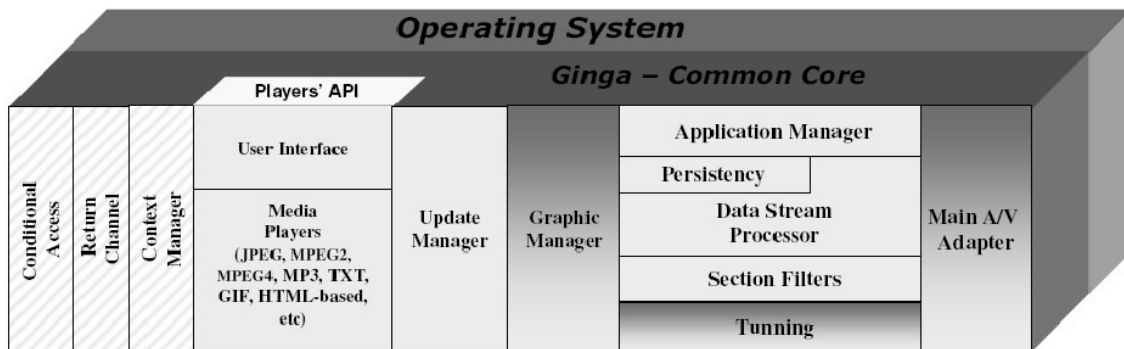 Operating System
Ginga – Common Core
Players' API
Conditional
Access
Return
Channel
Context
Manager
User Interface
Media
Players
(JPEG, MPEG2,
MPEG4, MP3, TXT,
GIF, HTML-based,
etc)
Update
Manager
Graphic
Manager
Application Manager
Persistency
Data Stream
Processor
Section Filters
Tunning
Main A/V
Adapter